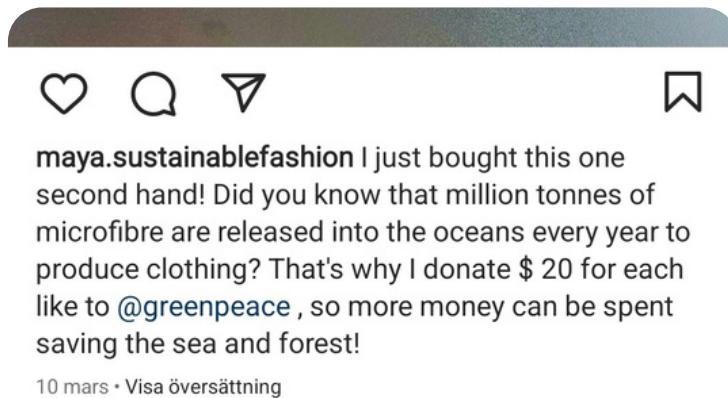 maya.sustainablefashion I just bought this one
second hand! Did you know that million tonnes of
microfibre are released into the oceans every year to
produce clothing? That's why I donate $ 20 for each
like to @greenpeace , so more money can be spent
saving the sea and forest!
10 mars • Visa översättning